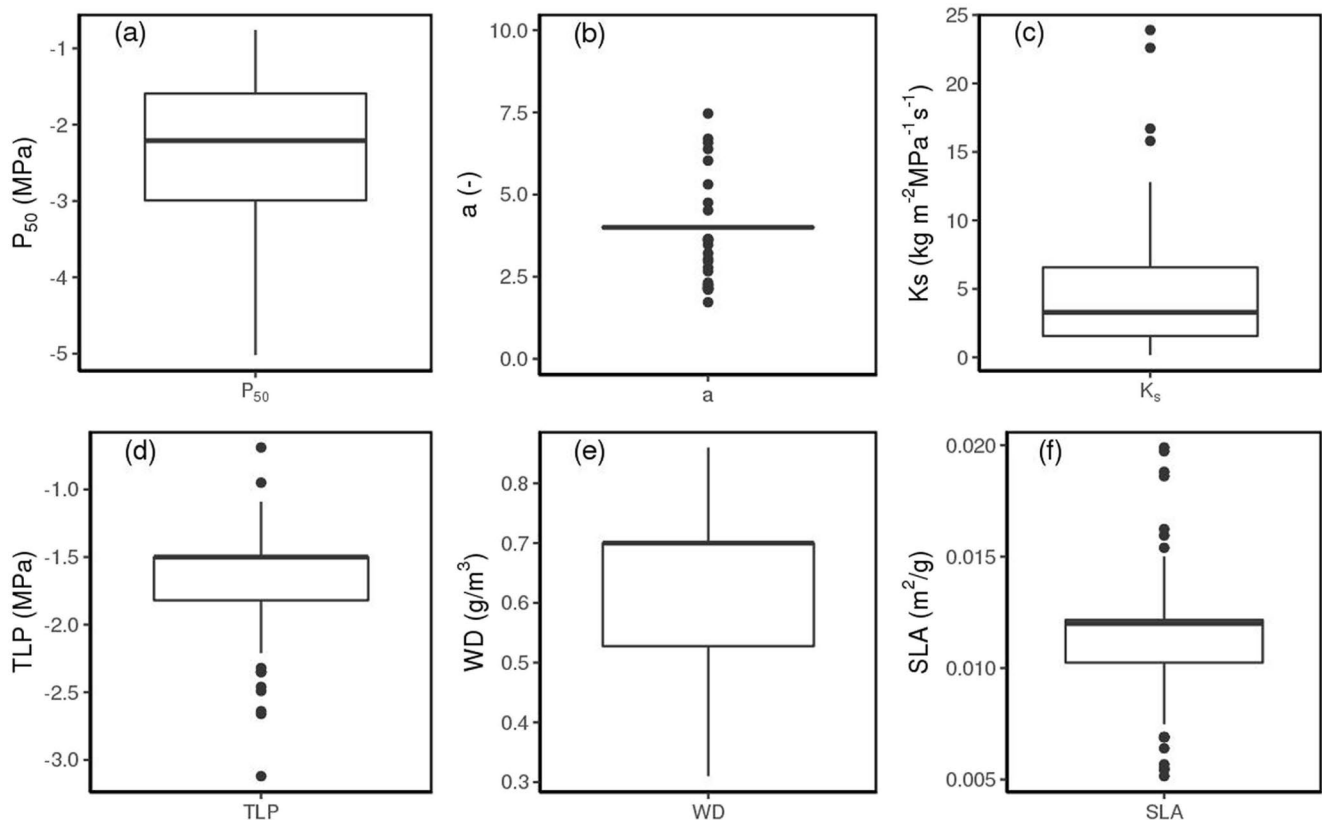 (a)
P₅₀ (MPa)
-1
-2
-3
-4
-5
P₅₀
(b)
a (-)
10.0
7.5
5.0
2.5
0.0
a
(c)
Ks (kg m⁻²MPa⁻¹s⁻¹)
25
20
15
10
5
0
Kₛ
(d)
TLP (MPa)
-1.0
-1.5
-2.0
-2.5
-3.0
TLP
(e)
WD (g/m³)
0.8
0.7
0.6
0.5
0.4
0.3
WD
(f)
SLA (m²/g)
0.020
0.015
0.010
0.005
SLA